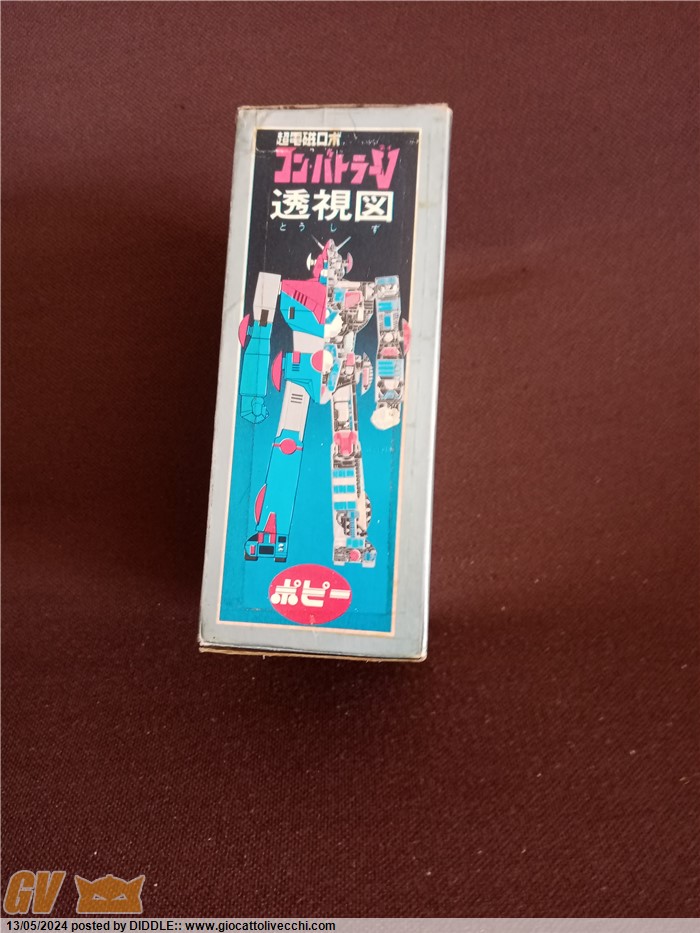 超電磁ロボ
コン・バトラーV
透視図
とうしず
ポピー
GV
13/05/2024 posted by DIDDLE:: www.giocattolivecchi.com